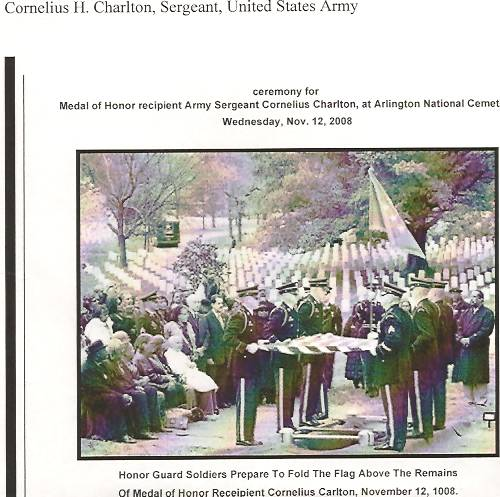 Cornelius H. Charlton, Sergeant, United States Army
ceremony for
Medal of Honor recipient Army Sergeant Cornelius Charlton, at Arlington National Cemet
Wednesday, Nov. 12, 2008
Honor Guard Soldiers Prepare To Fold The Flag Above The Remains
Of Medal of Honor Receipient Cornelius Carlton, November 12, 1008.